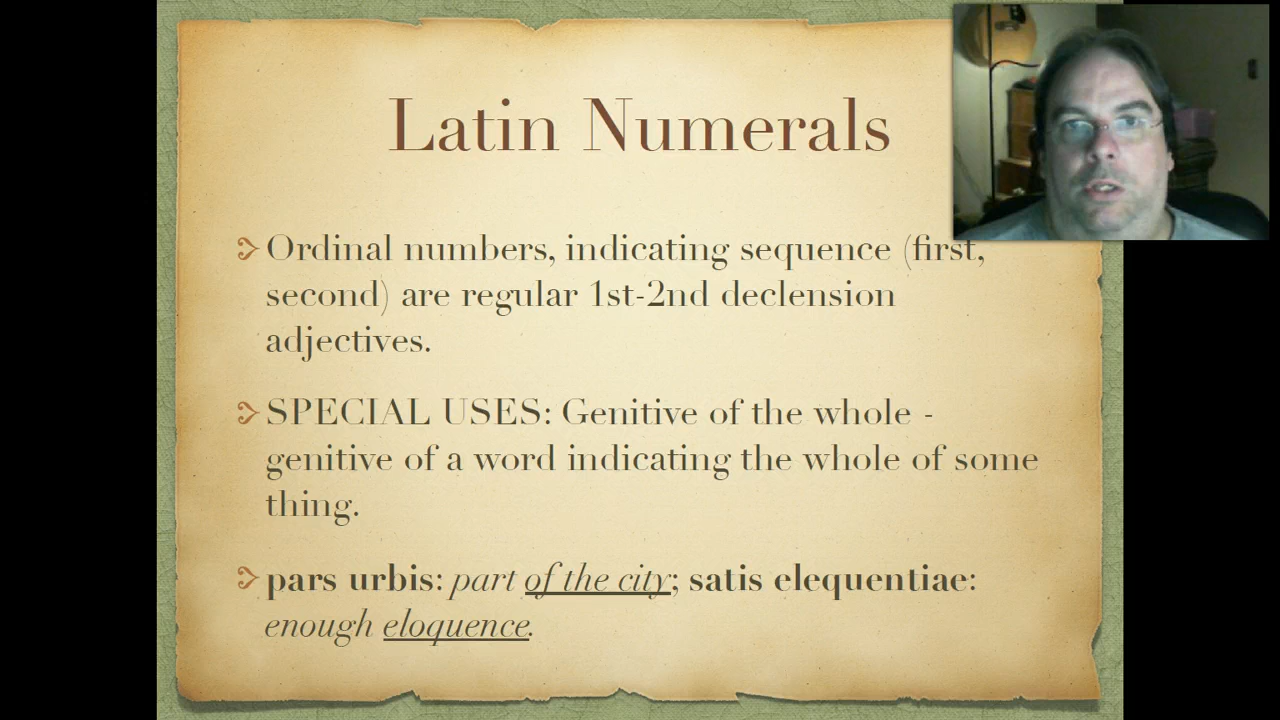 Latin Numerals
Ordinal numbers, indicating sequence (first,
second) are regular 1st-2nd declension
adjectives.
SPECIAL USES: Genitive of the whole -
genitive of a word indicating the whole of some
thing.
pars urbis: part of the city; satis elequentiae:
enough eloquence.